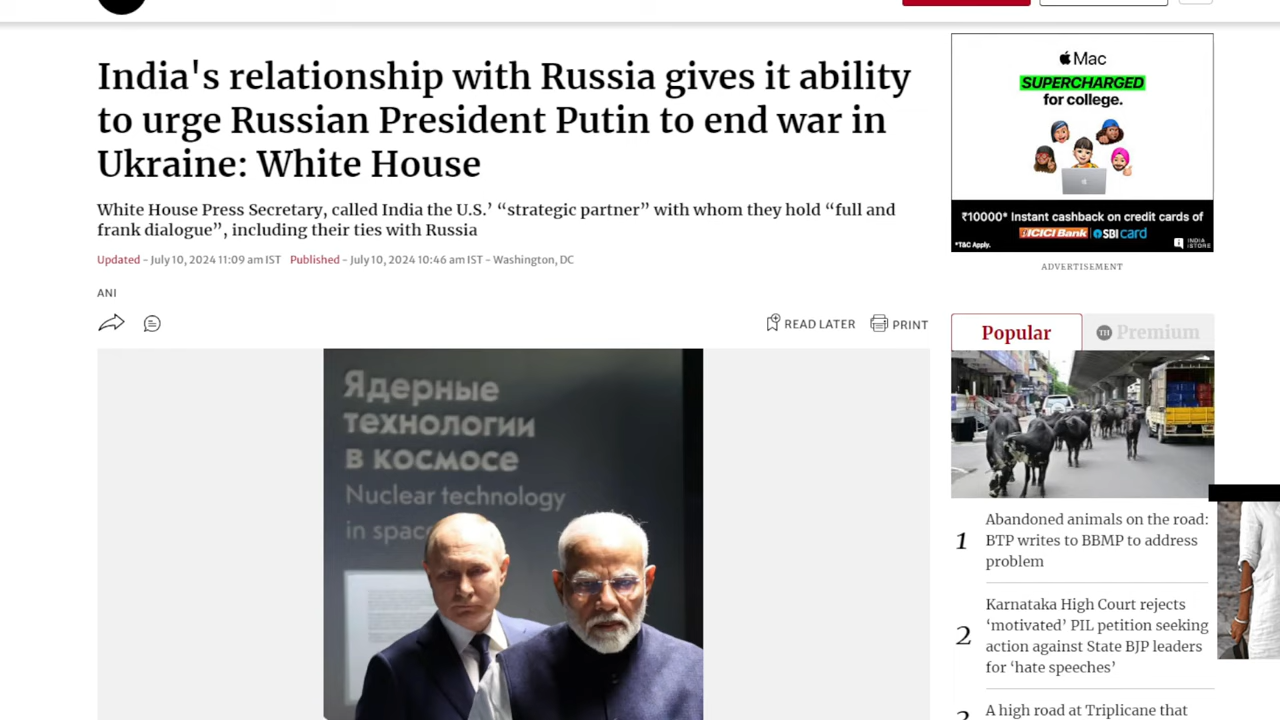 India's relationship with Russia gives it ability
to urge Russian President Putin to end war in
Ukraine: White House
White House Press Secretary, called India the U.S.’ “strategic partner” with whom they hold “full and
frank dialogue”, including their ties with Russia
Updated - July 10, 2024 11:09 am IST Published - July 10, 2024 10:46 am IST - Washington, DC
ANI
READ LATER PRINT
Ядерные
технологии
в космосе
Nuclear technology
in space
Mac
SUPERCHARGED
for college.
₹10000* Instant cashback on credit cards of
ICICI Bank | SBI card
*T&C Apply.
INDIA
ISTORE
ADVERTISEMENT
Popular
TH Premium
1 Abandoned animals on the road:
BTP writes to BBMP to address
problem
2 Karnataka High Court rejects
‘motivated’ PIL petition seeking
action against State BJP leaders
for ‘hate speeches’
3 A high road at Triplicane that